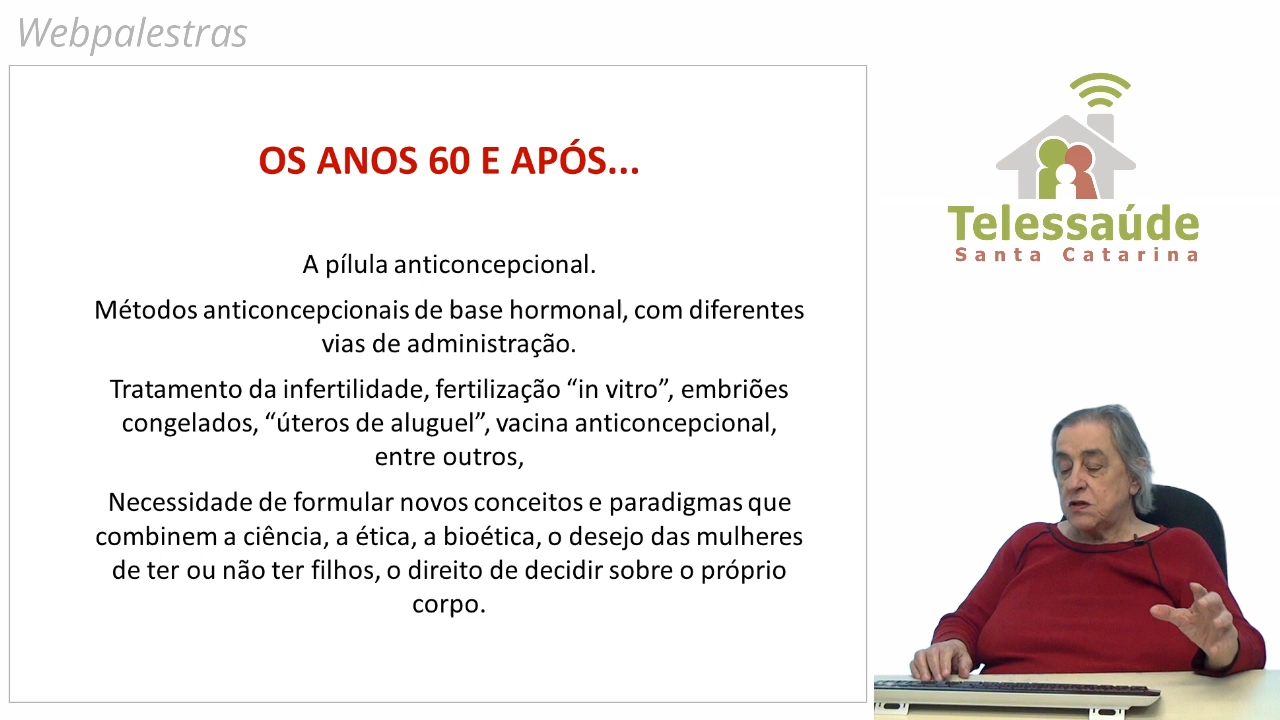 Webpalestras
OS ANOS 60 E APÓS...
A pílula anticoncepcional.
Métodos anticoncepcionais de base hormonal, com diferentes
vias de administração.
Tratamento da infertilidade, fertilização “in vitro”, embriões
congelados, “úteros de aluguel”, vacina anticoncepcional,
entre outros,
Necessidade de formular novos conceitos e paradigmas que
combinem a ciência, a ética, a bioética, o desejo das mulheres
de ter ou não ter filhos, o direito de decidir sobre o próprio
corpo.
Telessaúde
Santa Catarina